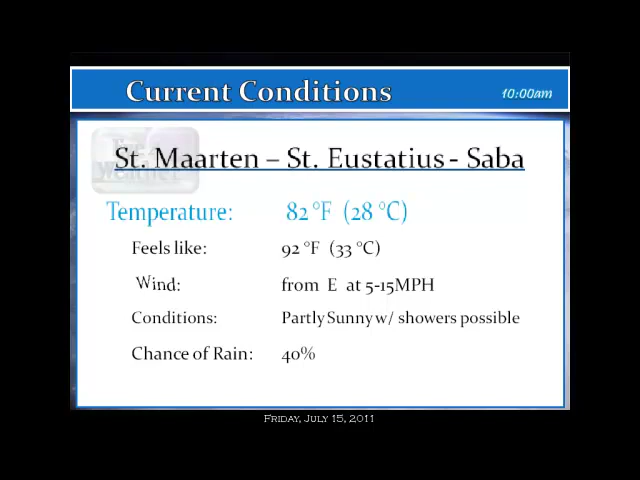 Current Conditions 10:00am
St. Maarten – St. Eustatius - Saba
Temperature: 82 °F (28 °C)
Feels like: 92 °F (33 °C)
Wind: from E at 5-15MPH
Conditions: Partly Sunny w/ showers possible
Chance of Rain: 40%
Friday, July 15, 2011